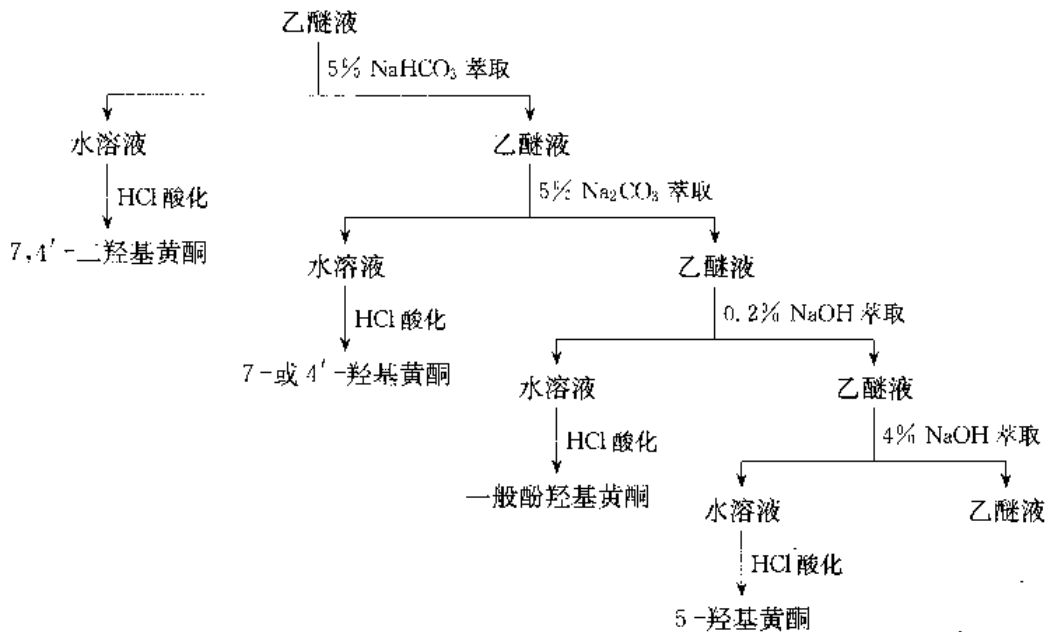 乙醚液
5% NaHCO₃ 萃取
水溶液
乙醚液
HCl 酸化
5% Na₂CO₃ 萃取
7,4′-二羟基黄酮
水溶液
乙醚液
HCl 酸化
0.2% NaOH 萃取
7-或 4′-羟基黄酮
水溶液
乙醚液
HCl 酸化
4% NaOH 萃取
一般酚羟基黄酮
水溶液
乙醚液
HCl 酸化
5-羟基黄酮